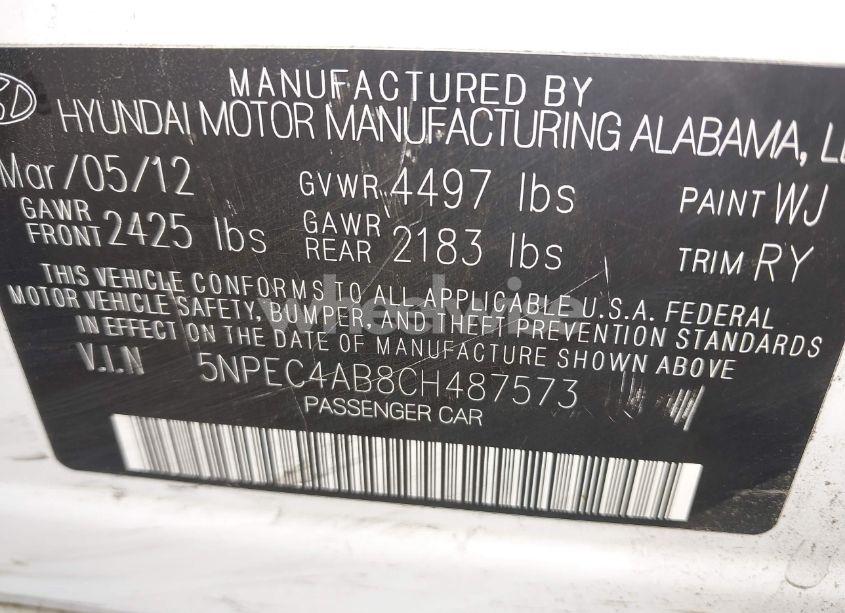 MANUFACTURED BY
HYUNDAI MOTOR MANUFACTURING ALABAMA,
Mar/05/12 GVWR 4497 lbs PAINT WJ
GAWR FRONT 2425 lbs GAWR REAR 2183 lbs TRIM RY
THIS VEHICLE CONFORMS TO ALL APPLICABLE U.S.A. FEDERAL
MOTOR VEHICLE SAFETY, BUMPER, AND THEFT PREVENTION STANDARDS
IN EFFECT ON THE DATE OF MANUFACTURE SHOWN ABOVE
V.I.N 5NPEC4AB8CH487573
PASSENGER CAR
wheelwire